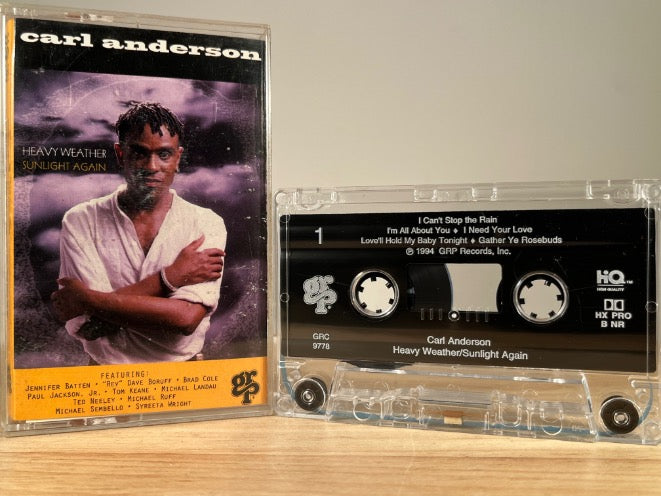 carl anderson
HEAVY WEATHER
SUNLIGHT AGAIN
FEATURING:
JENNIFER BATTEN • "REV" DAVE BORUFF • BRAD COLE
PAUL JACKSON, JR. • TOM KEANE • MICHAEL LANDAU
TED NEELEY • MICHAEL RUFF
MICHAEL SEMBELLO • SYREETA WRIGHT
grp
1
I Can't Stop the Rain
I'm All About You ♦ I Need Your Love
Love'll Hold My Baby Tonight ♦ Gather Ye Rosebuds
℗ 1994 GRP Records, Inc.
grp
GRC
9778
HiQ™
HIGH QUALITY
HX PRO
B NR
Carl Anderson
Heavy Weather/Sunlight Again